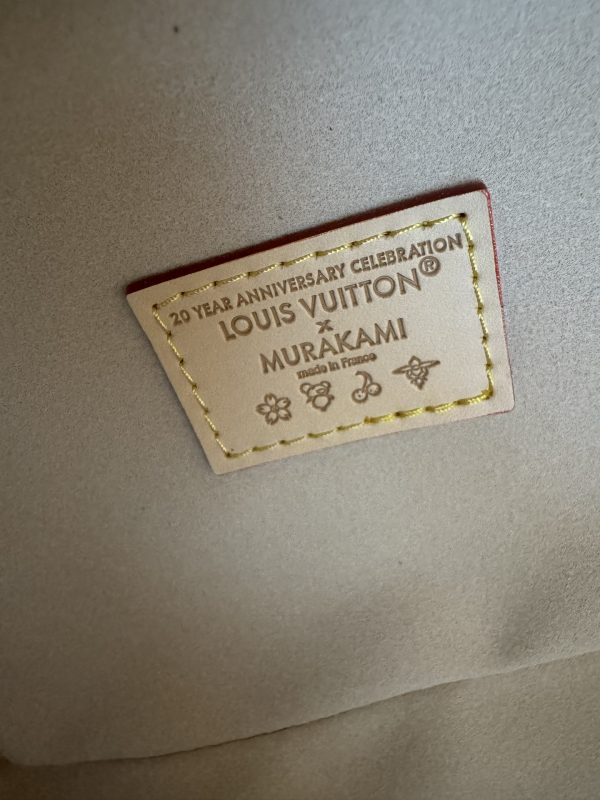 20 YEAR ANNIVERSARY CELEBRATION
LOUIS VUITTON®
x
MURAKAMI
made in France